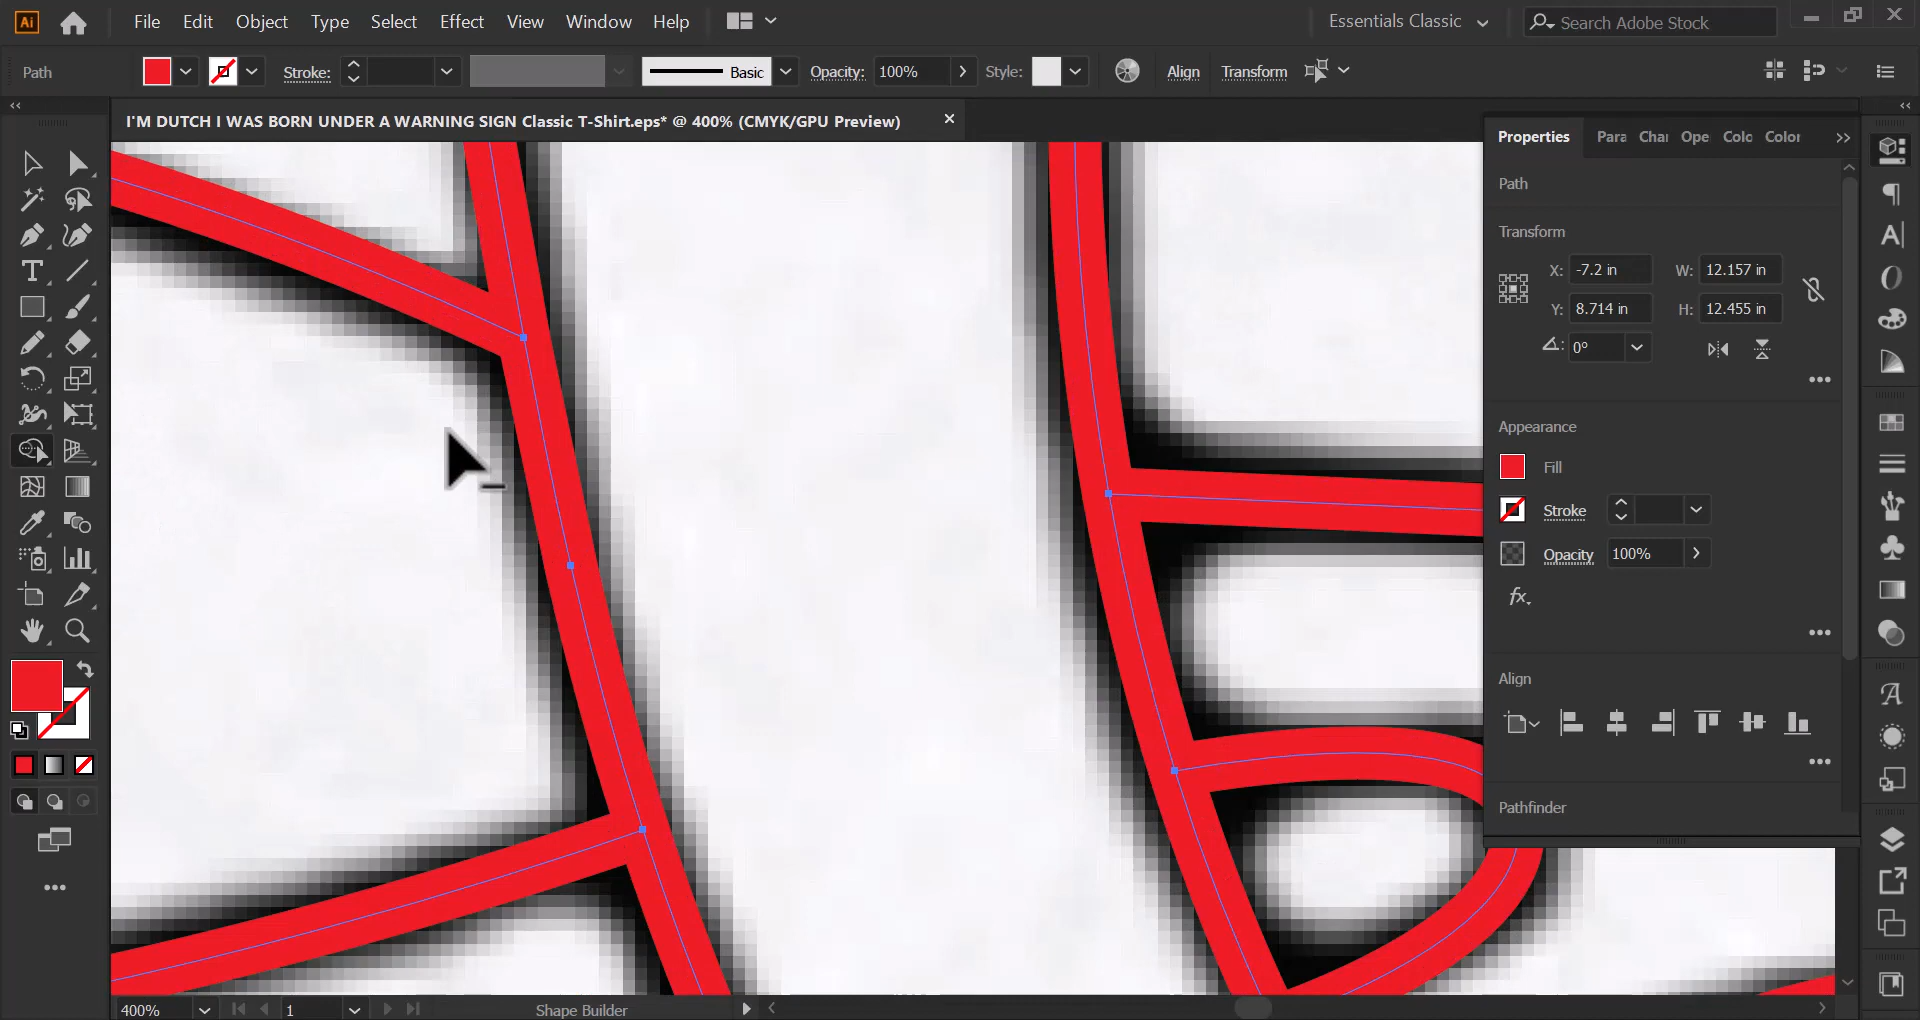 Ai File Edit Object Type Select Effect View Window Help Essentials Classic Search Adobe Stock
Path Stroke: Basic Opacity: 100% Style: Align Transform
I'M DUTCH I WAS BORN UNDER A WARNING SIGN Classic T-Shirt.eps* @ 400% (CMYK/GPU Preview)
Properties Para Char Ope Colo Color
Path
Transform
X: -7.2 in W: 12.157 in
Y: 8.714 in H: 12.455 in
0°
Appearance
Fill
Stroke
Opacity 100%
fx
Align
Pathfinder
400% 1 Shape Builder